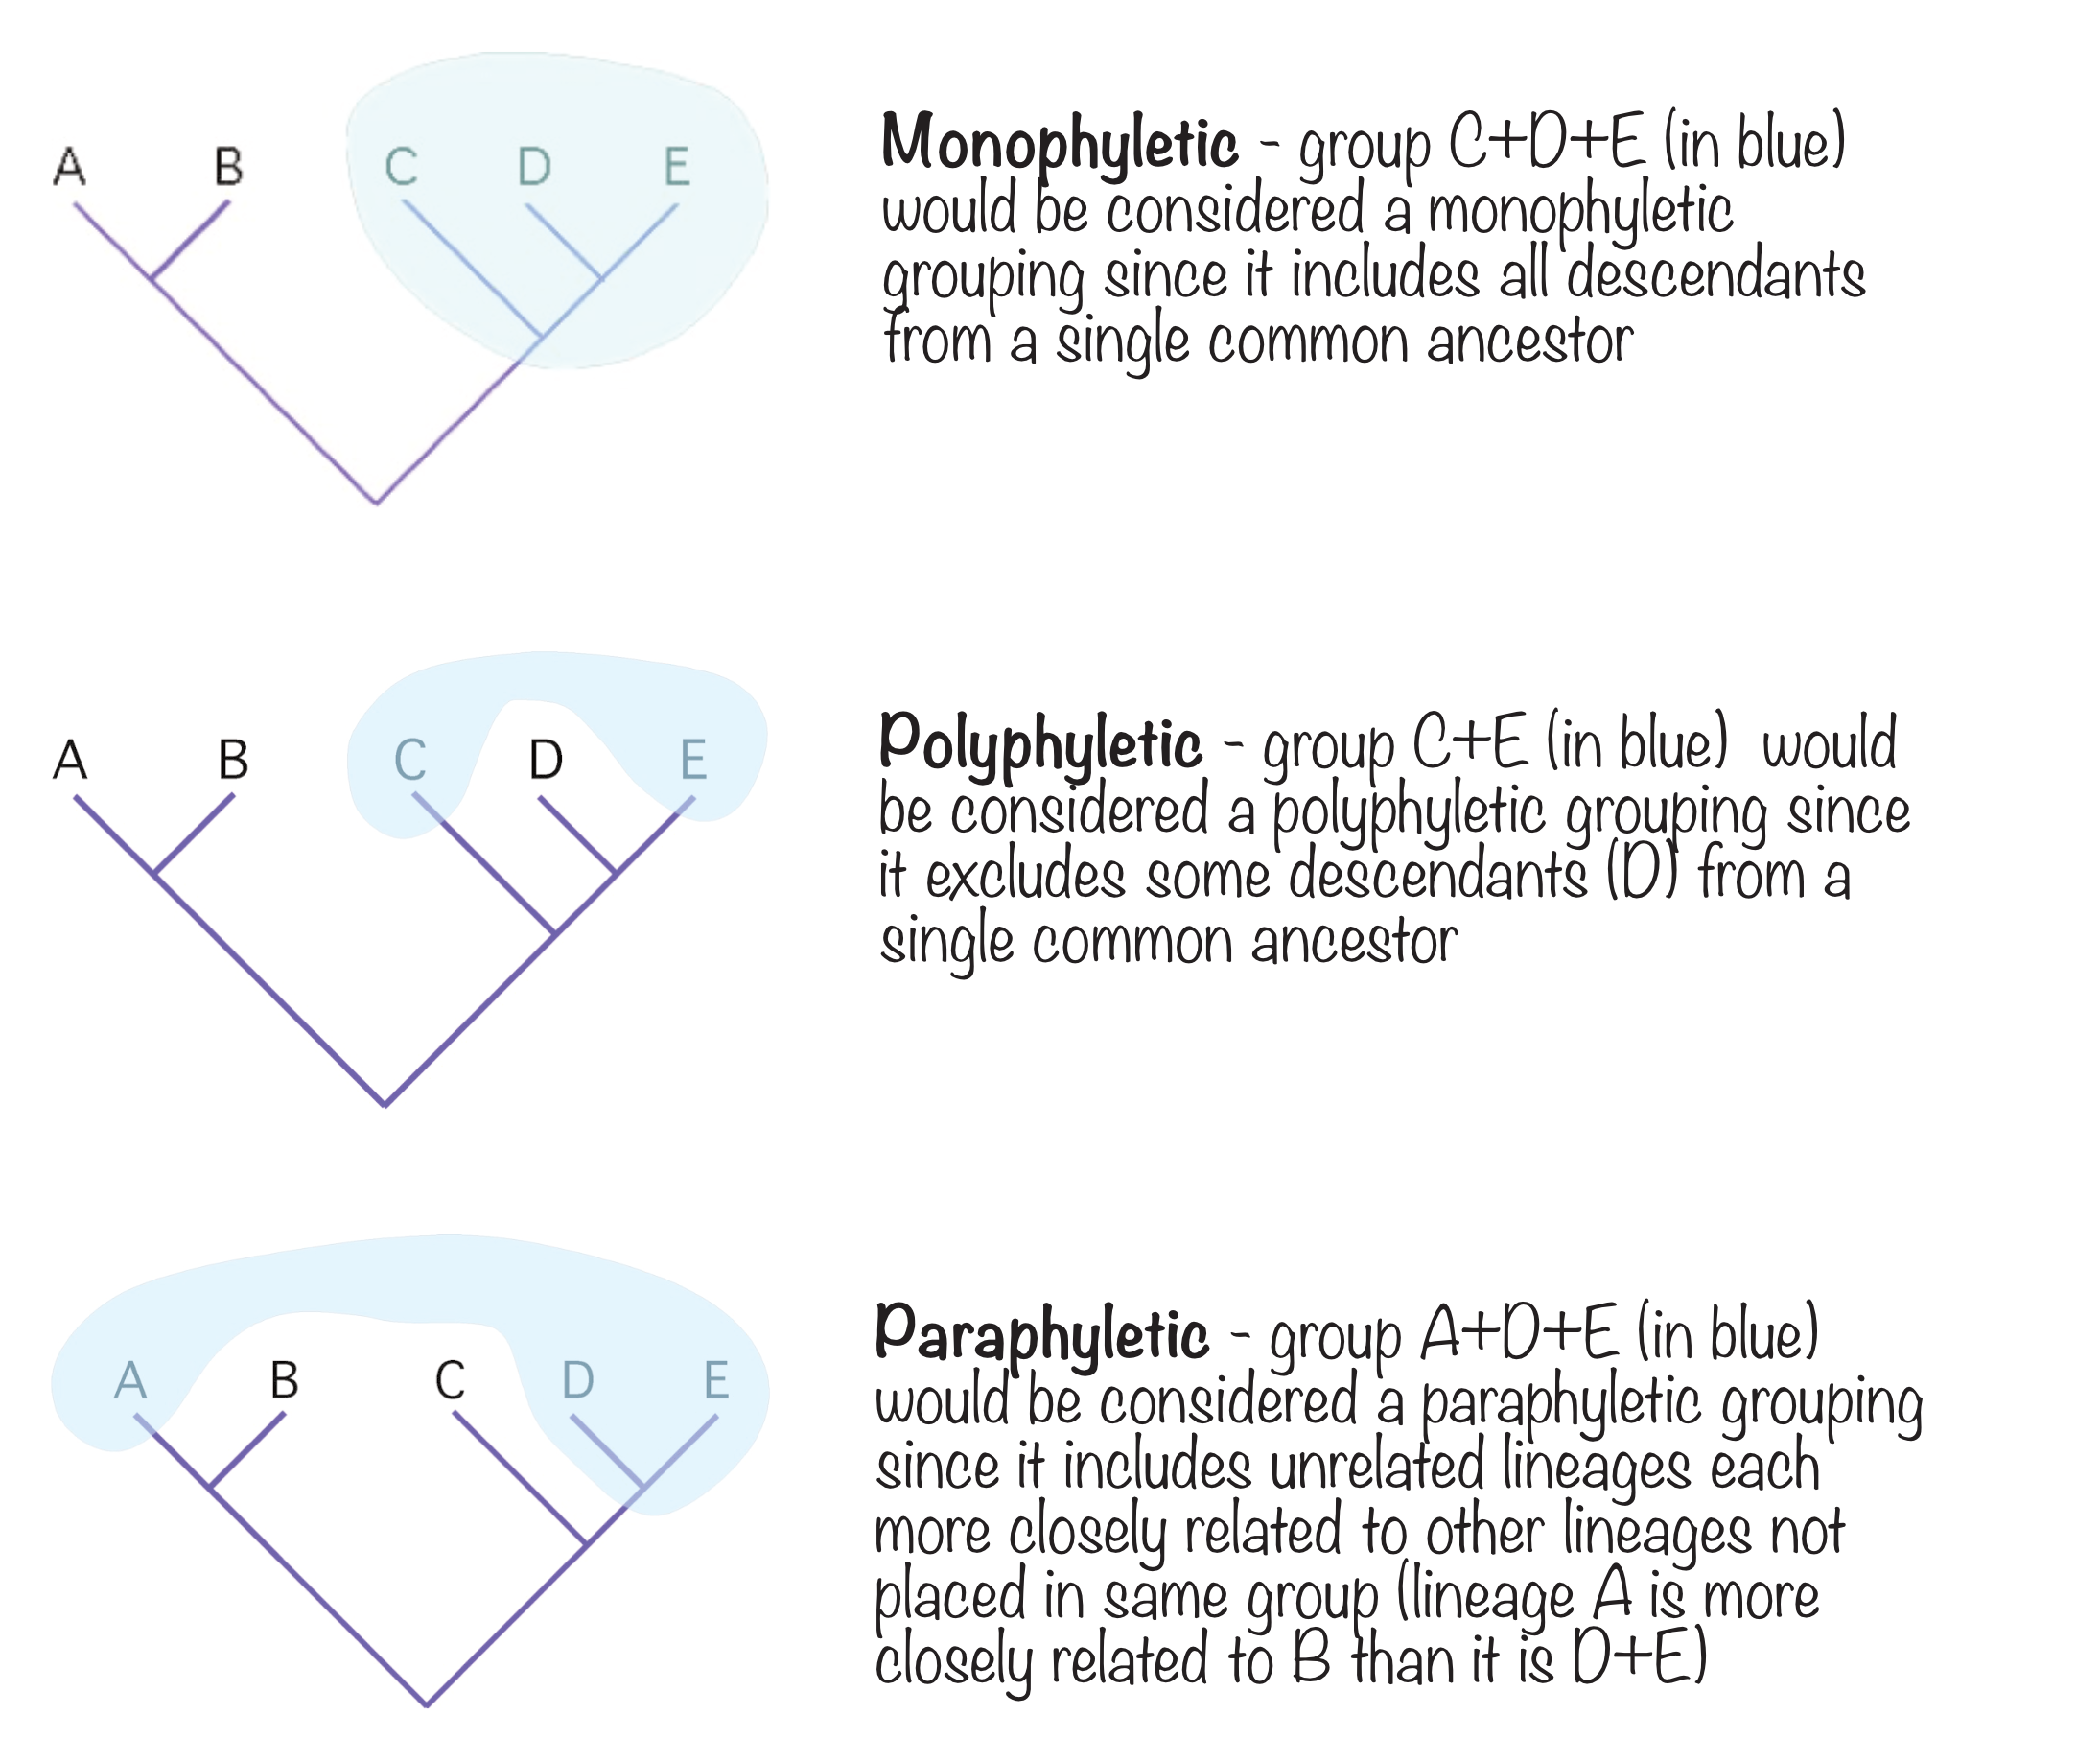 A B C D E
Monophyletic - group C+D+E (in blue)
would be considered a monophyletic
grouping since it includes all descendants
from a single common ancestor
A B C D E
Polyphyletic - group C+E (in blue) would
be considered a polyphyletic grouping since
it excludes some descendants (D) from a
single common ancestor
A B C D E
Paraphyletic - group A+D+E (in blue)
would be considered a paraphyletic grouping
since it includes unrelated lineages each
more closely related to other lineages not
placed in same group (lineage A is more
closely related to B than it is D+E)